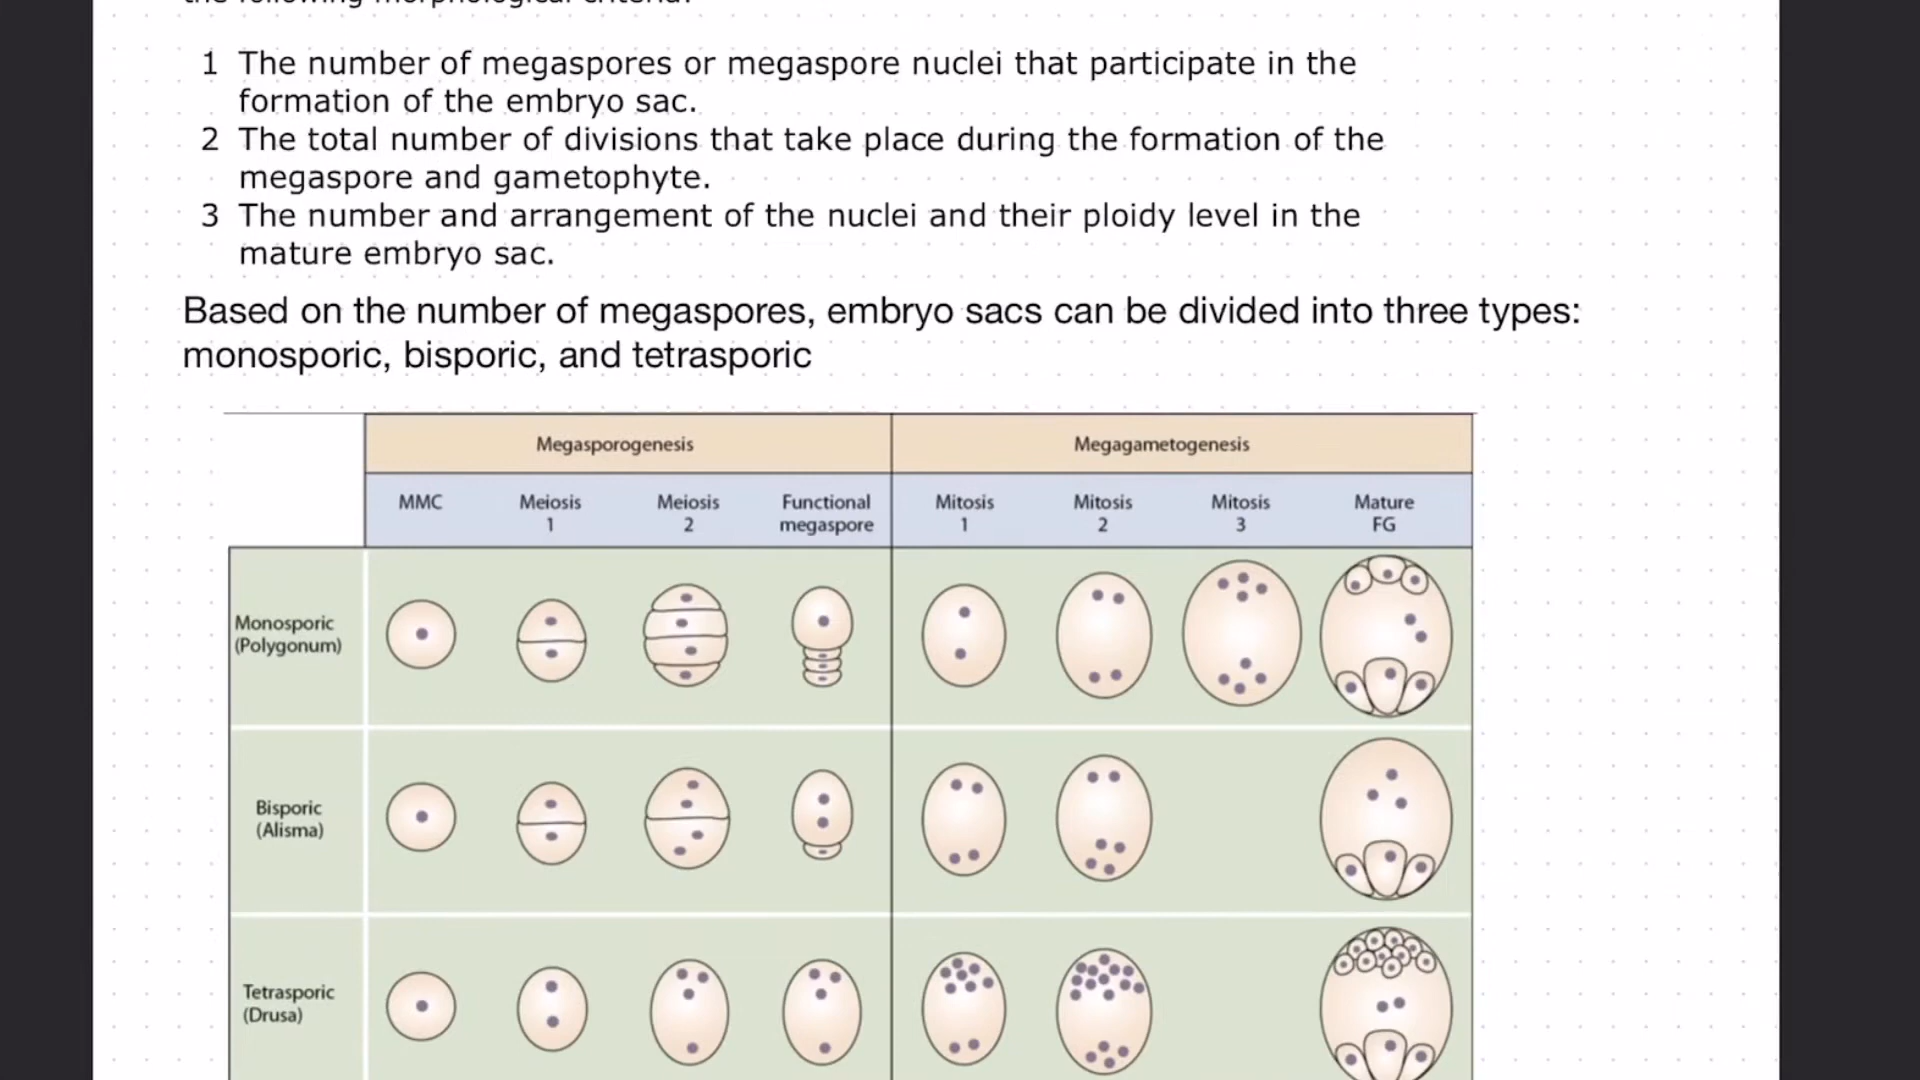 the following morphological criteria:
1 The number of megaspores or megaspore nuclei that participate in the
formation of the embryo sac.
2 The total number of divisions that take place during the formation of the
megaspore and gametophyte.
3 The number and arrangement of the nuclei and their ploidy level in the
mature embryo sac.
Based on the number of megaspores, embryo sacs can be divided into three types:
monosporic, bisporic, and tetrasporic
Megasporogenesis Megagametogenesis
MMC Meiosis Meiosis Functional Mitosis Mitosis Mitosis Mature
1 2 megaspore 1 2 3 FG
Monosporic
(Polygonum)
Bisporic
(Alisma)
Tetrasporic
(Drusa)